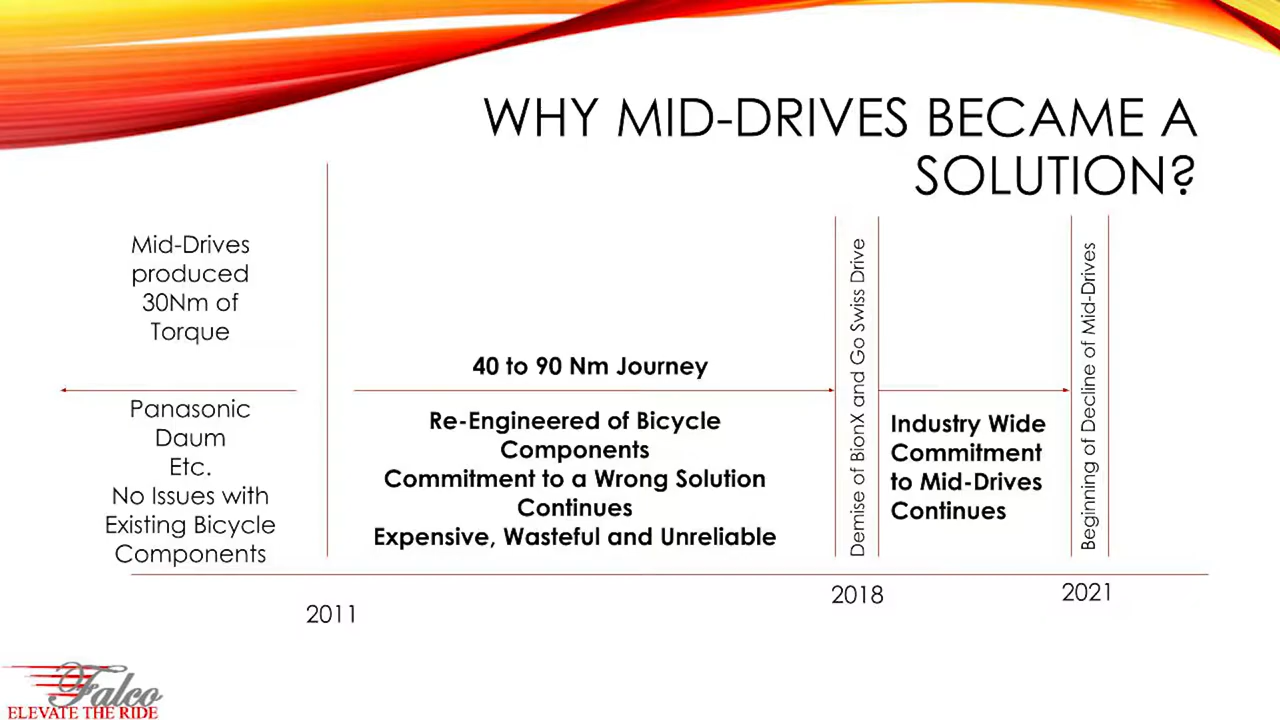 WHY MID-DRIVES BECAME A
SOLUTION?
Mid-Drives
produced
30Nm of
Torque
Panasonic
Daum
Etc.
No Issues with
Existing Bicycle
Components
2011
40 to 90 Nm Journey
Re-Engineered of Bicycle
Components
Commitment to a Wrong Solution
Continues
Expensive, Wasteful and Unreliable
Demise of BionX and Go Swiss Drive
2018
Industry Wide
Commitment
to Mid-Drives
Continues
Beginning of Decline of Mid-Drives
2021
Falco
ELEVATE THE RIDE